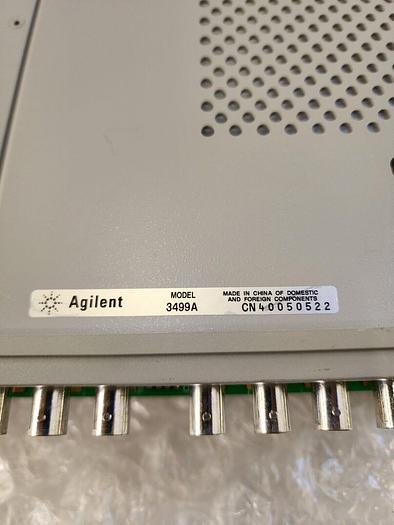 Agilent
MODEL
3499A
MADE IN CHINA OF DOMESTIC
AND FOREIGN COMPONENTS
CN40050522